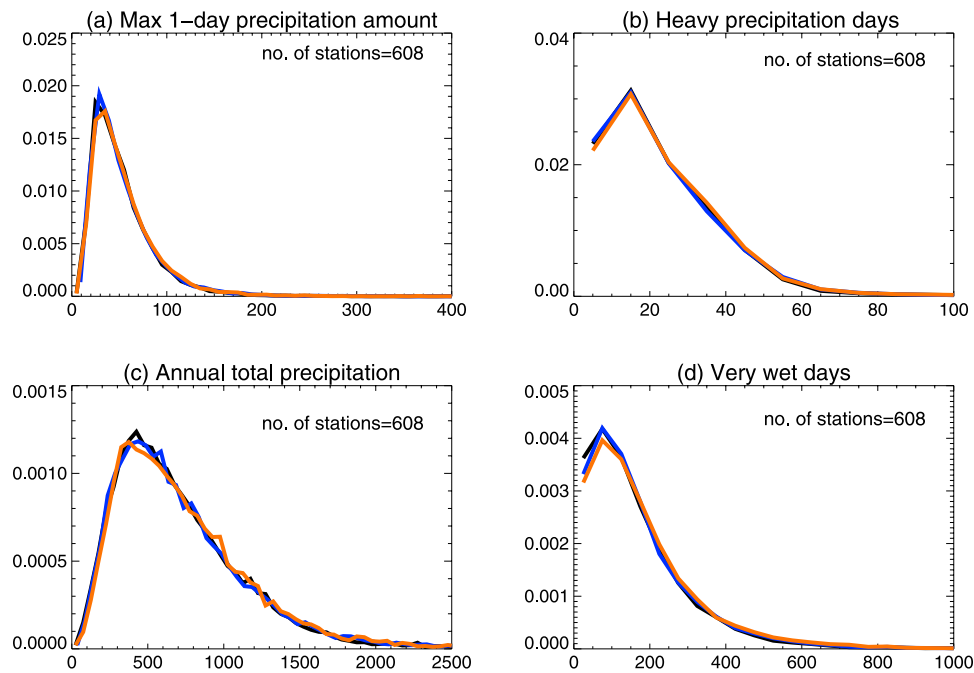 (a) Max 1-day precipitation amount
no. of stations=608
0.025
0.020
0.015
0.010
0.005
0.000
0 100 200 300 400
(b) Heavy precipitation days
no. of stations=608
0.04
0.02
0.00
0 20 40 60 80 100
(c) Annual total precipitation
no. of stations=608
0.0015
0.0010
0.0005
0.0000
0 500 1000 1500 2000 2500
(d) Very wet days
no. of stations=608
0.005
0.004
0.003
0.002
0.001
0.000
0 200 400 600 800 1000